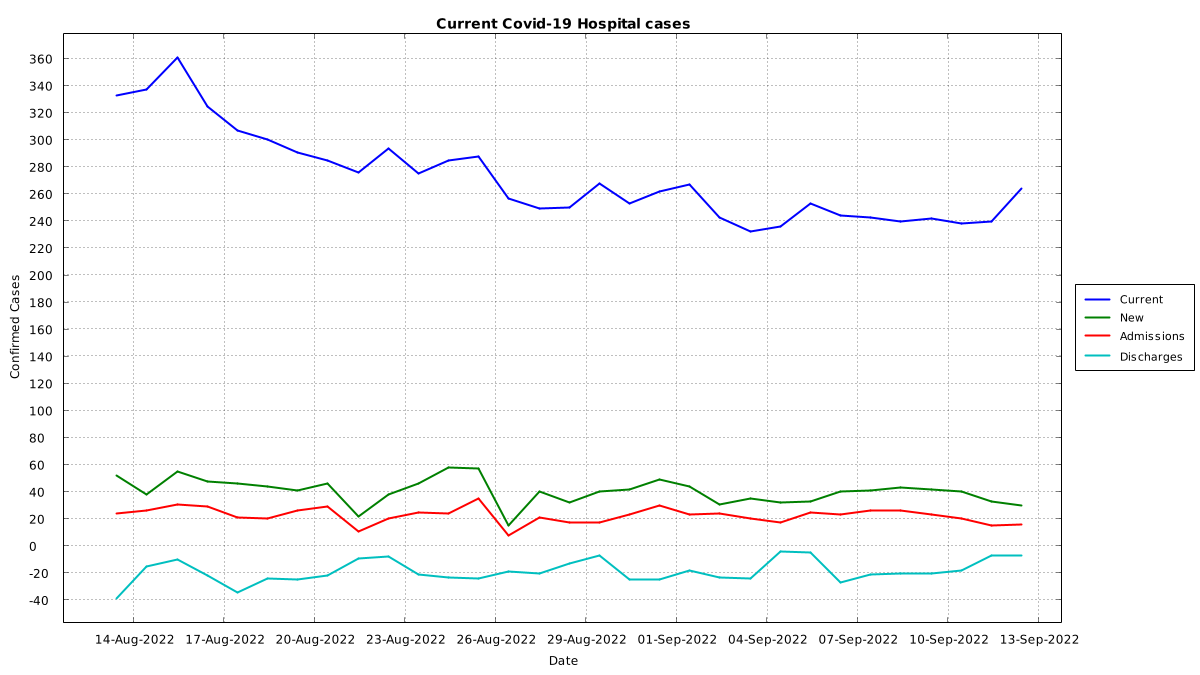 Current Covid-19 Hospital cases
Confirmed Cases
360
340
320
300
280
260
240
220
200
180
160
140
120
100
80
60
40
20
0
-20
-40
14-Aug-2022 17-Aug-2022 20-Aug-2022 23-Aug-2022 26-Aug-2022 29-Aug-2022 01-Sep-2022 04-Sep-2022 07-Sep-2022 10-Sep-2022 13-Sep-2022
Date
Current
New
Admissions
Discharges